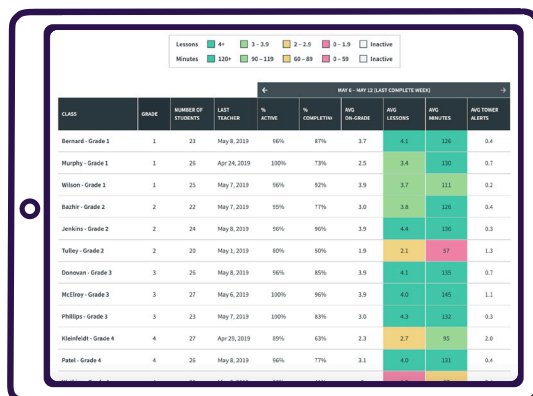 Lessons 4+ 3 – 3.9 2 – 2.9 0 – 1.9 Inactive
Minutes 120+ 90 – 119 60 – 89 0 – 59 Inactive
← MAY 6 – MAY 12 (LAST COMPLETE WEEK) →
CLASS GRADE NUMBER OF STUDENTS LAST TEACHER % ACTIVE % COMPLETIN AVG ON-GRADE AVG LESSONS AVG MINUTES AVG TOWER ALERTS
Bernard - Grade 1 1 23 May 8, 2019 96% 87% 3.7 4.1 126 0.4
Murphy - Grade 1 1 26 Apr 24, 2019 100% 73% 2.5 3.4 130 0.7
Wilson - Grade 1 1 25 May 7, 2019 96% 92% 3.9 3.7 111 0.2
Bazhir - Grade 2 2 22 May 7, 2019 95% 77% 3.0 3.8 126 0.4
Jenkins - Grade 2 2 24 May 8, 2019 96% 96% 3.9 4.4 136 0.3
Tulley - Grade 2 2 20 May 1, 2019 80% 50% 1.9 2.1 57 1.3
Donovan - Grade 3 3 26 May 8, 2019 96% 85% 3.9 4.1 135 0.7
McElroy - Grade 3 3 27 May 6, 2019 100% 96% 3.9 4.0 145 1.1
Phillips - Grade 3 3 23 May 7, 2019 100% 83% 3.0 4.3 132 0.3
Kleinfeldt - Grade 4 4 27 Apr 29, 2019 89% 63% 2.3 2.7 95 2.0
Patel - Grade 4 4 26 May 8, 2019 96% 77% 3.1 4.0 131 0.4